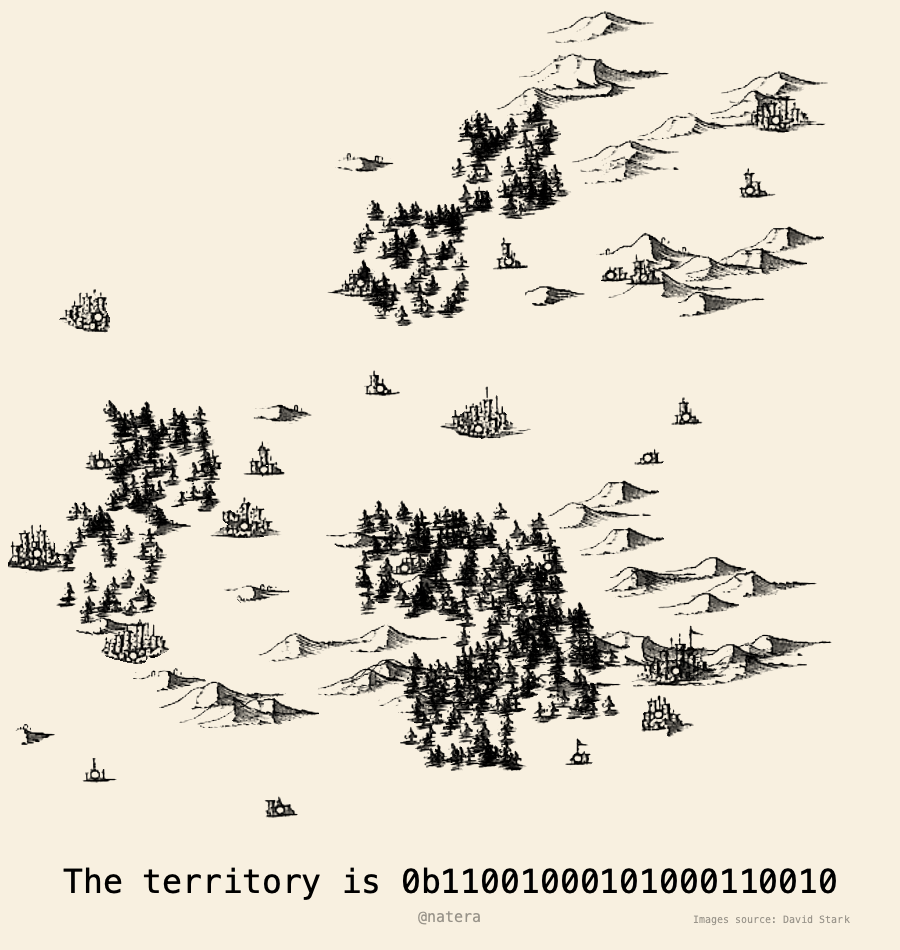 The territory is 0b11001000101000110010
@natera
Images source: David Stark